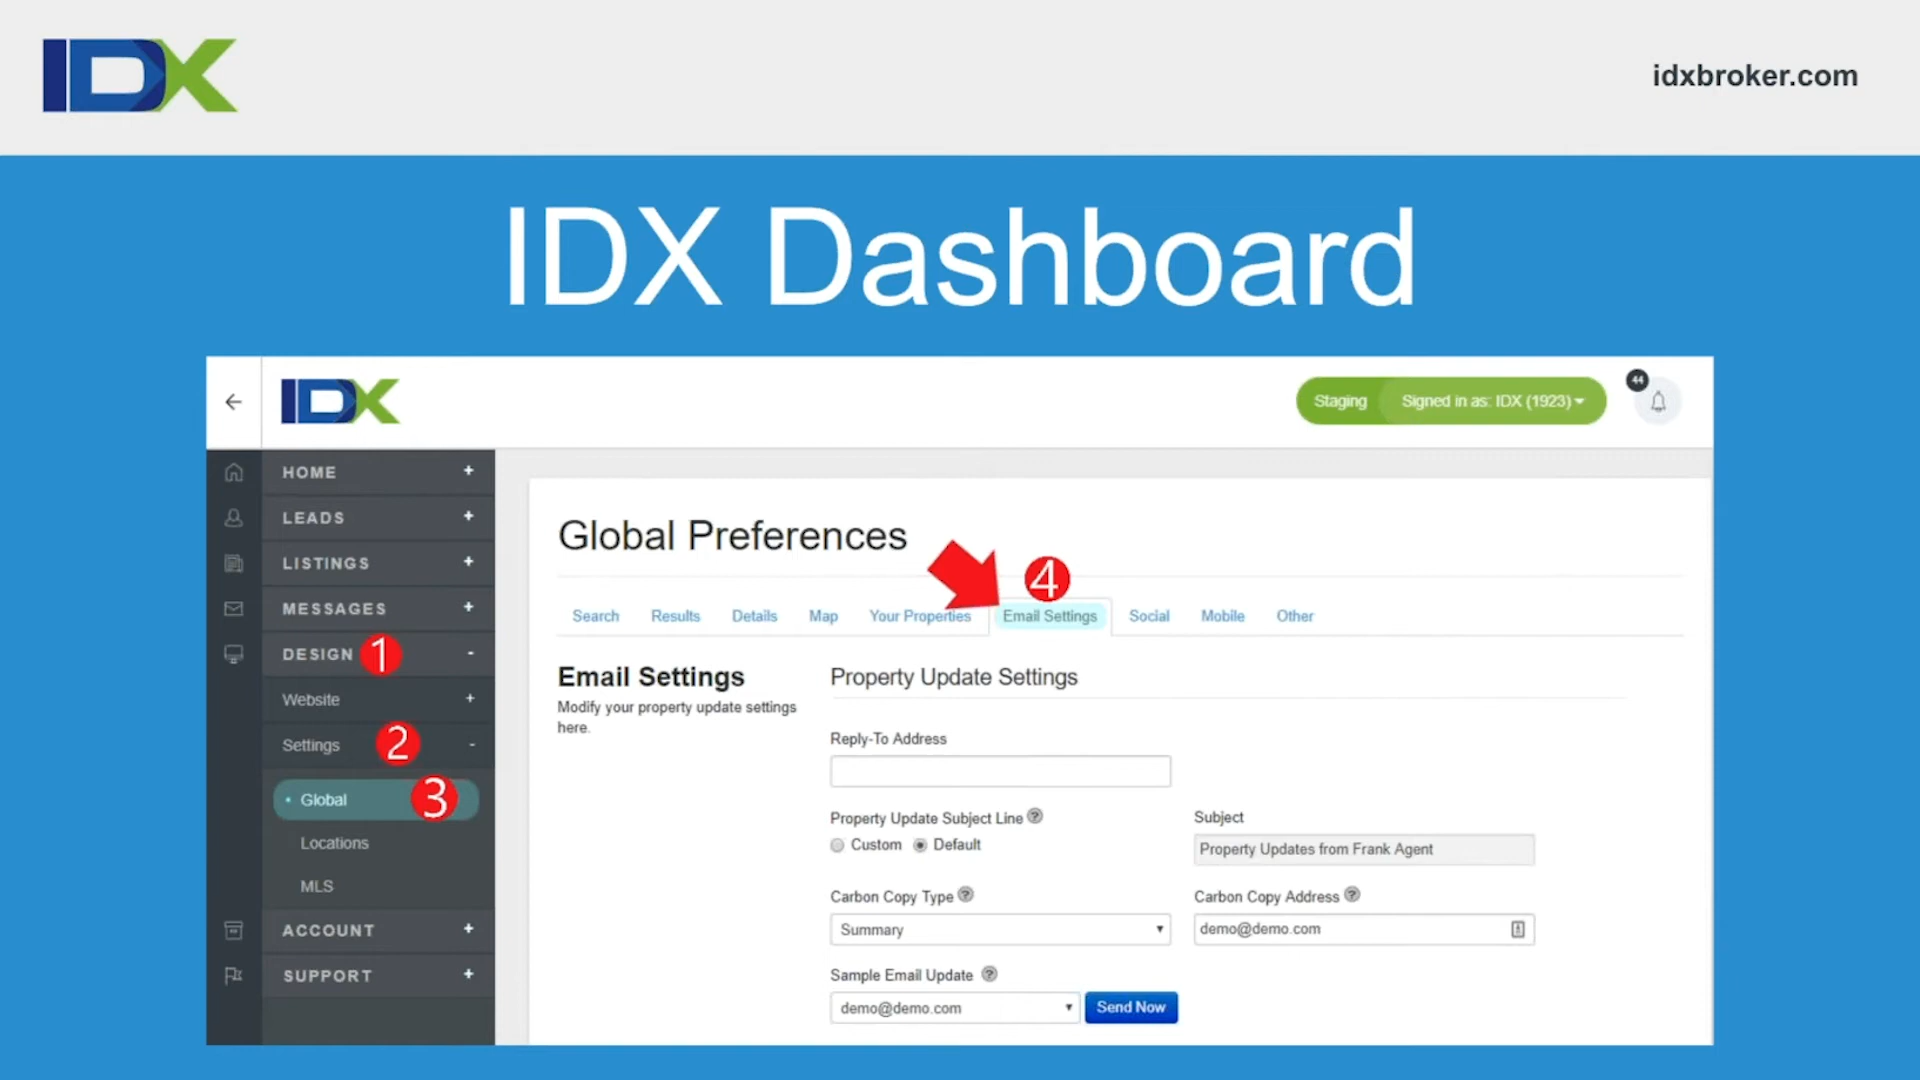 IDX
idxbroker.com
IDX Dashboard
IDX
Staging
Signed in as: IDX (1923)
44
HOME +
LEADS +
LISTINGS +
MESSAGES +
DESIGN 1 -
Website +
Settings 2 -
Global 3
Locations
MLS
ACCOUNT +
SUPPORT +
Global Preferences
4
Search Results Details Map Your Properties Email Settings Social Mobile Other
Email Settings
Modify your property update settings
here.
Property Update Settings
Reply-To Address
Property Update Subject Line ?
Custom Default
Subject
Property Updates from Frank Agent
Carbon Copy Type ?
Summary
Carbon Copy Address ?
demo@demo.com
Sample Email Update ?
demo@demo.com
Send Now